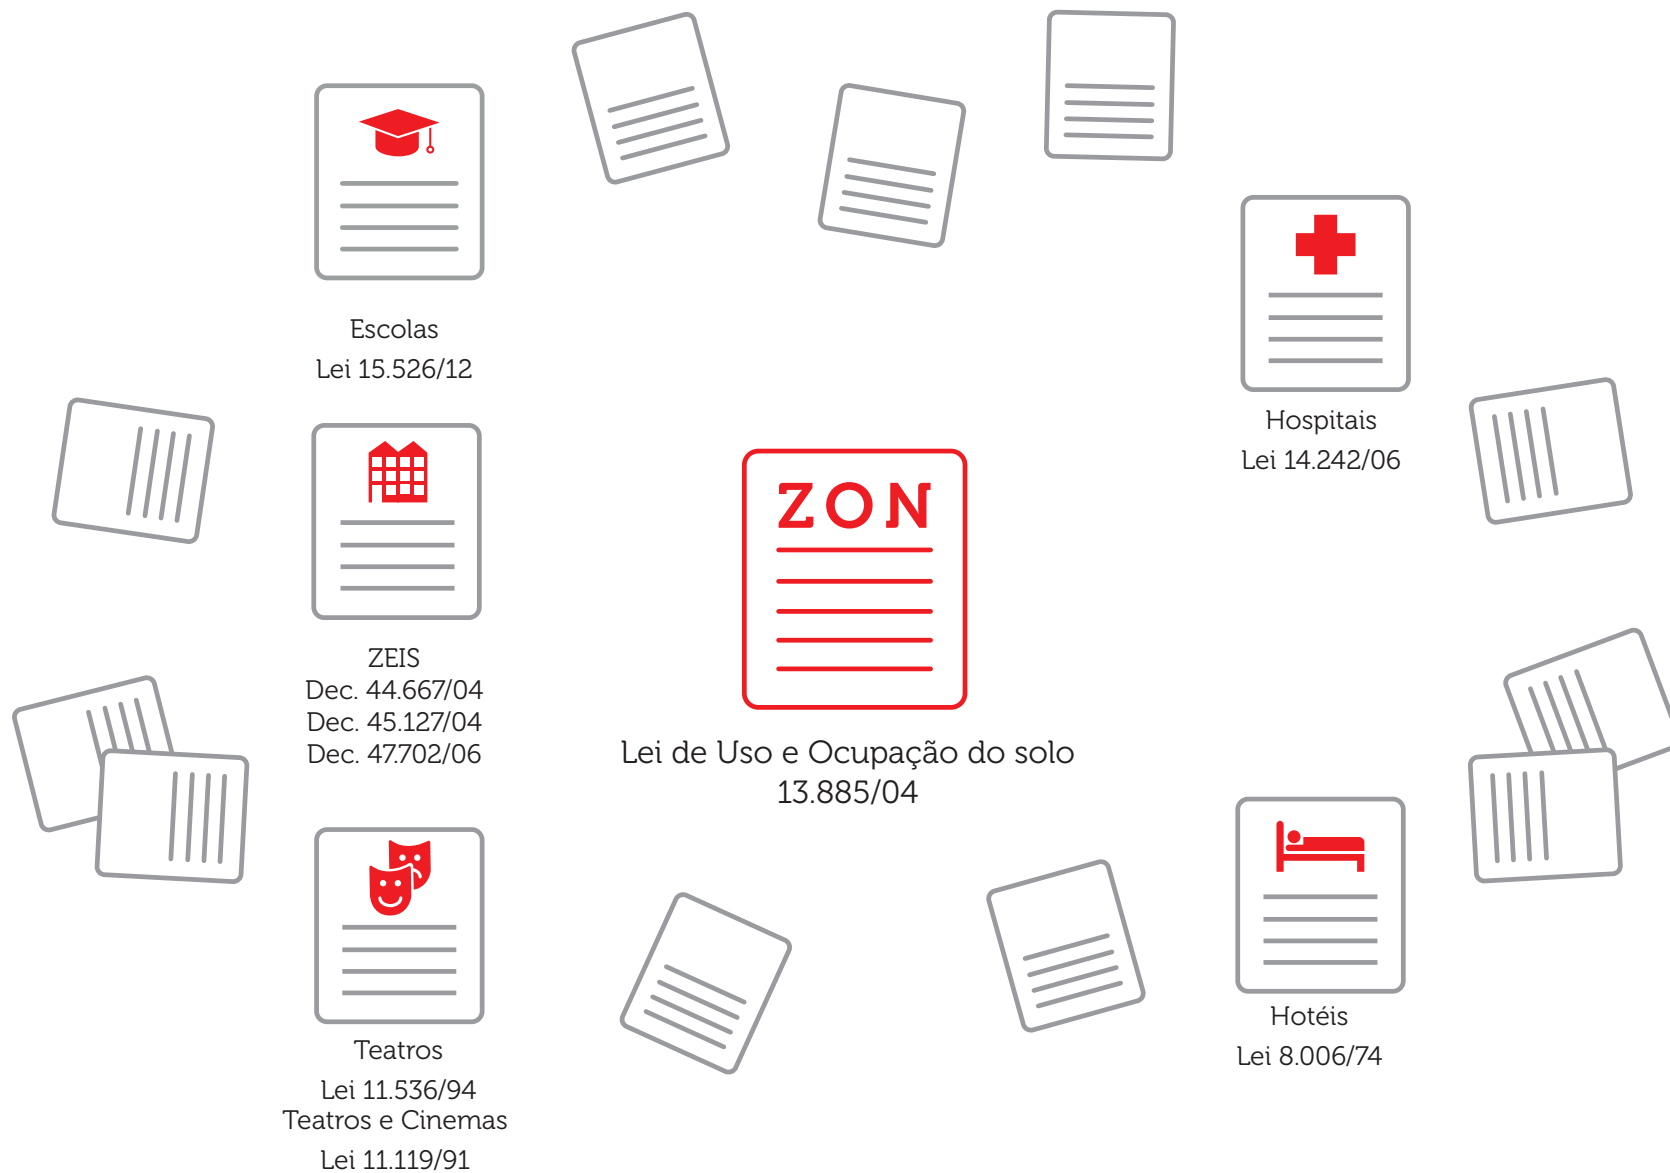 Escolas
Lei 15.526/12
ZEIS
Dec. 44.667/04
Dec. 45.127/04
Dec. 47.702/06
Teatros
Lei 11.536/94
Teatros e Cinemas
Lei 11.119/91
ZON
Lei de Uso e Ocupação do solo
13.885/04
Hospitais
Lei 14.242/06
Hotéis
Lei 8.006/74